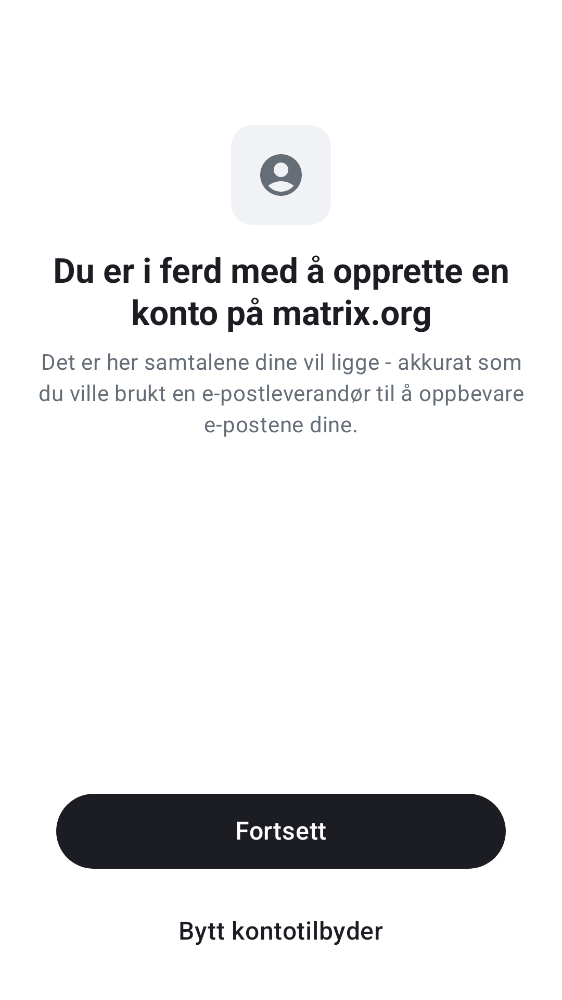 Du er i ferd med å opprette en
konto på matrix.org
Det er her samtalene dine vil ligge - akkurat som
du ville brukt en e-postleverandør til å oppbevare
e-postene dine.
Fortsett
Bytt kontotilbyder